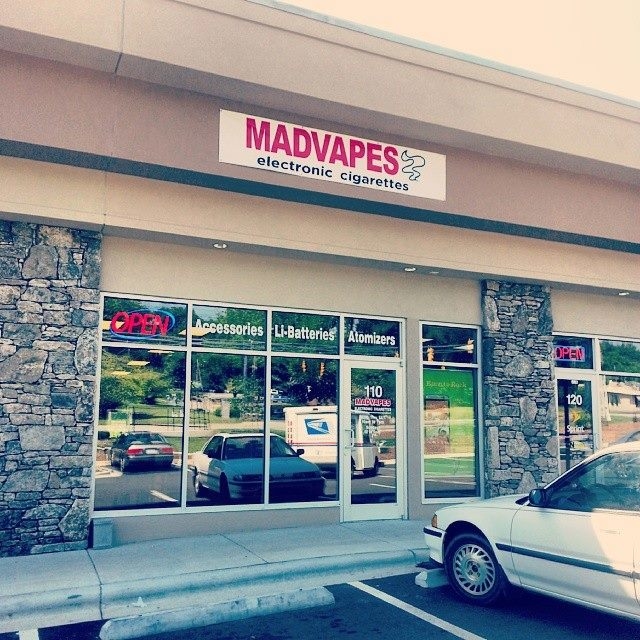 MADVAPES
electronic cigarettes
OPEN
Accessories
Li-Batteries
Atomizers
110
MADVAPES
ELECTRONIC CIGARETTES
OPEN
120